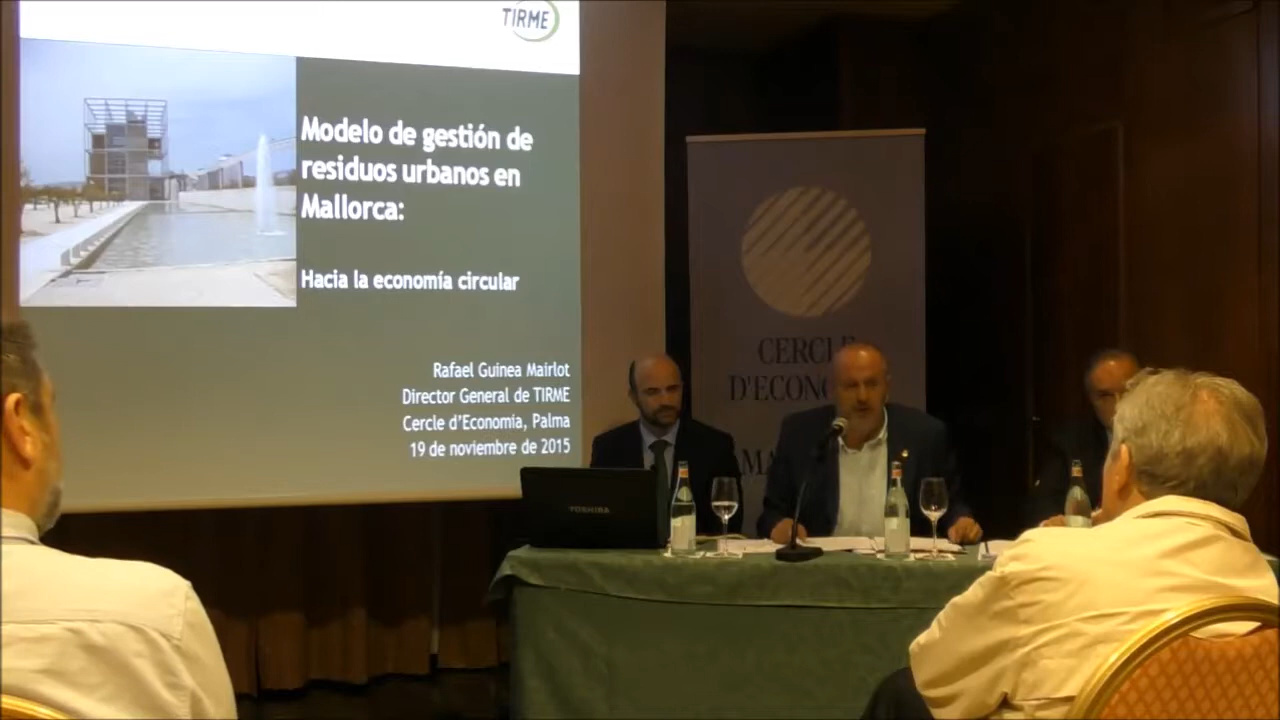 TIRME
Modelo de gestión de
residuos urbanos en
Mallorca:
Hacia la economía circular
Rafael Guinea Mairlot
Director General de TIRME
Cercle d'Economia, Palma
19 de noviembre de 2015
TOSHIBA